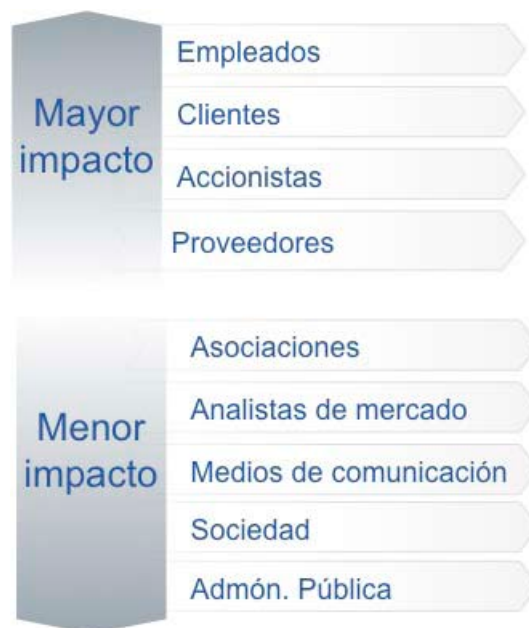 Mayor
impacto
Empleados
Clientes
Accionistas
Proveedores
Menor
impacto
Asociaciones
Analistas de mercado
Medios de comunicación
Sociedad
Admón. Pública